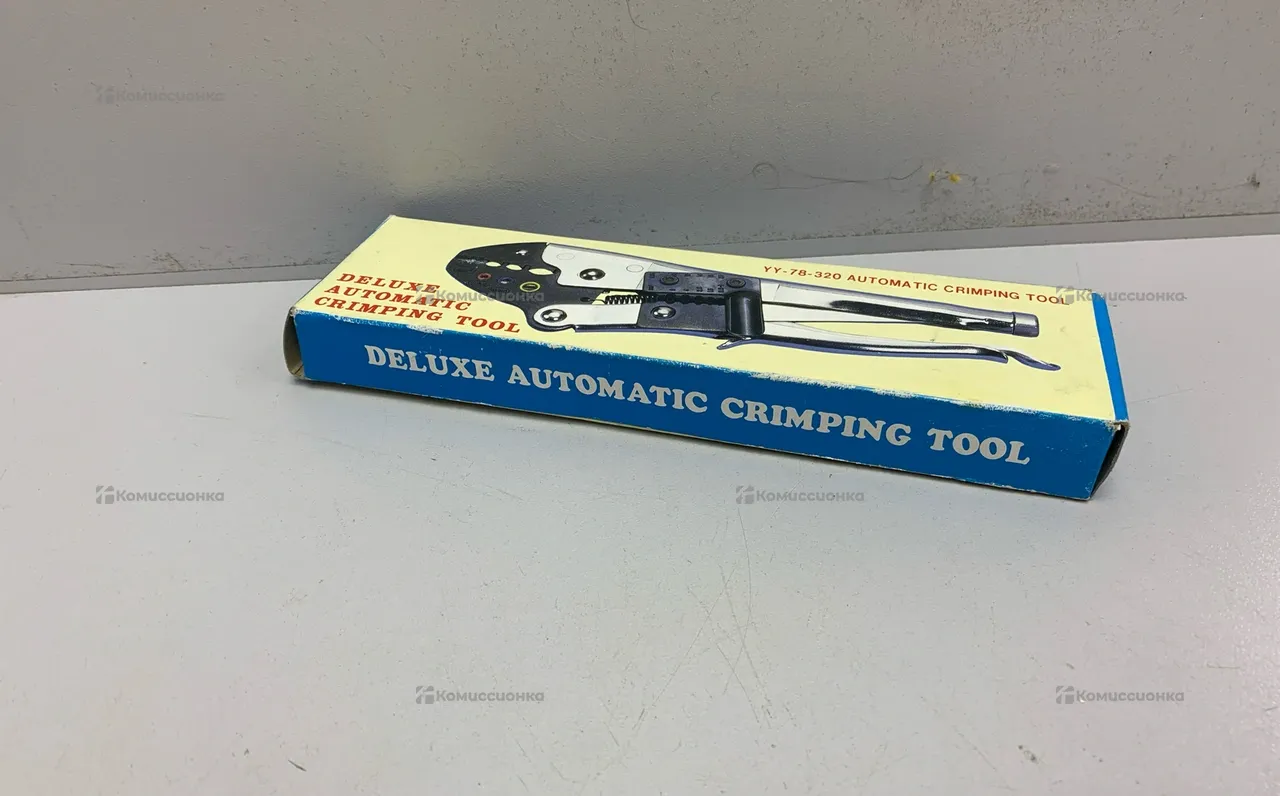 Комиссионка
Комиссионка
YY-78-320 AUTOMATIC CRIMPING TOOL
DELUXE
AUTOMATIC
CRIMPING TOOL
Комиссионка
Комиссионка
DELUXE AUTOMATIC CRIMPING TOOL
Комиссионка
Комиссионка
Комиссионка
Комиссионка